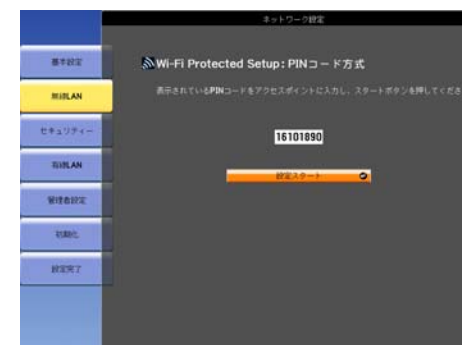 ネットワーク設定
基本設定
無線LAN
セキュリティー
有線LAN
管理者設定
初期化
設定完了
Wi-Fi Protected Setup: PINコード方式
表示されているPINコードをアクセスポイントに入力し、スタートボタンを押してくださ
16101890
設定スタート